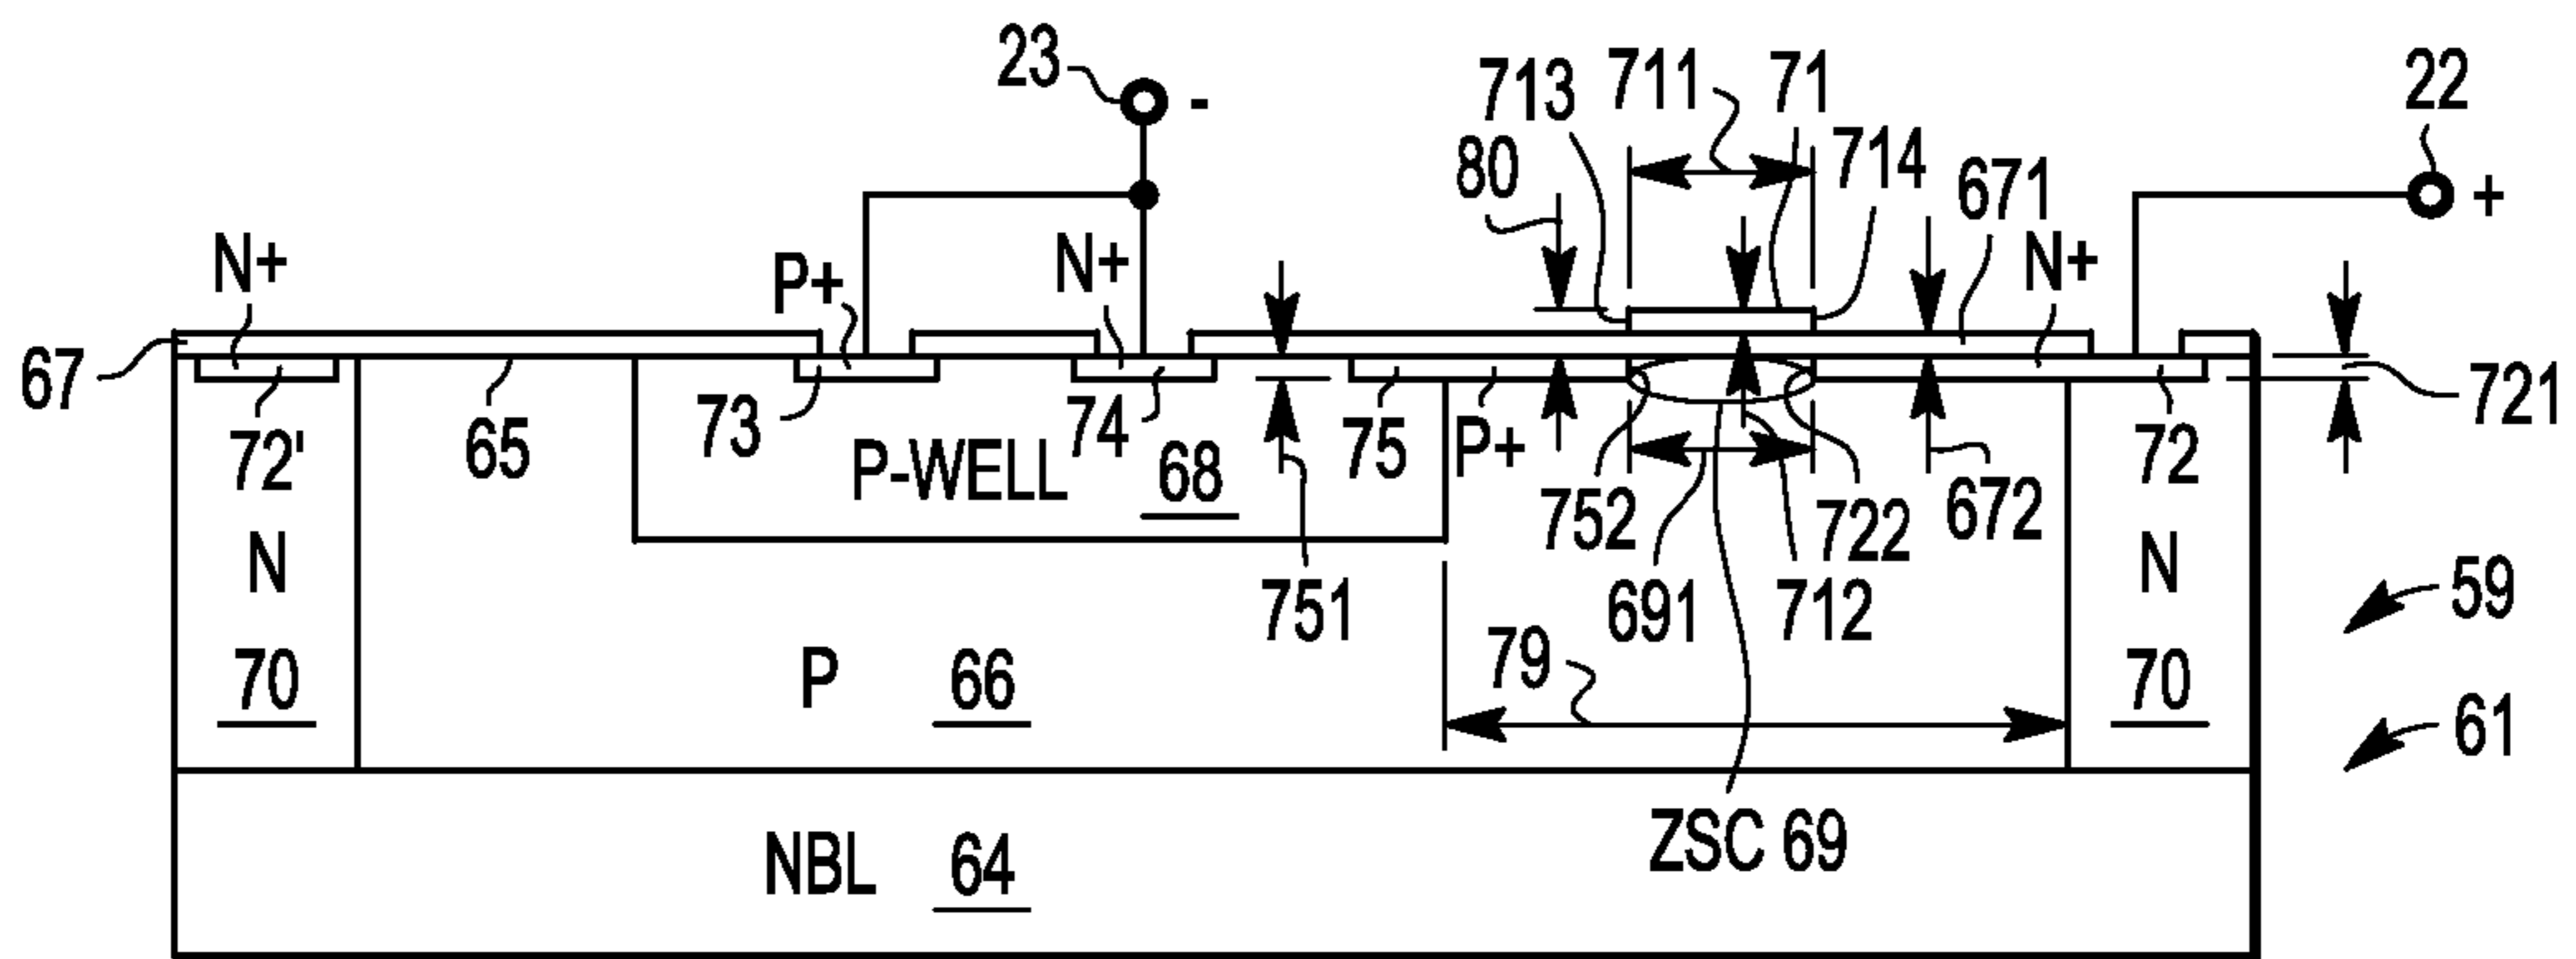 23 -
713 711 71
22
80 714
671
+
N+ P+ N+ N+
67
72' 65 73 74 75 P+ 72 721
P-WELL 68
752 722 672
N N
751 691 712
59
79
70 P 66 70
61
NBL 64 ZSC 69